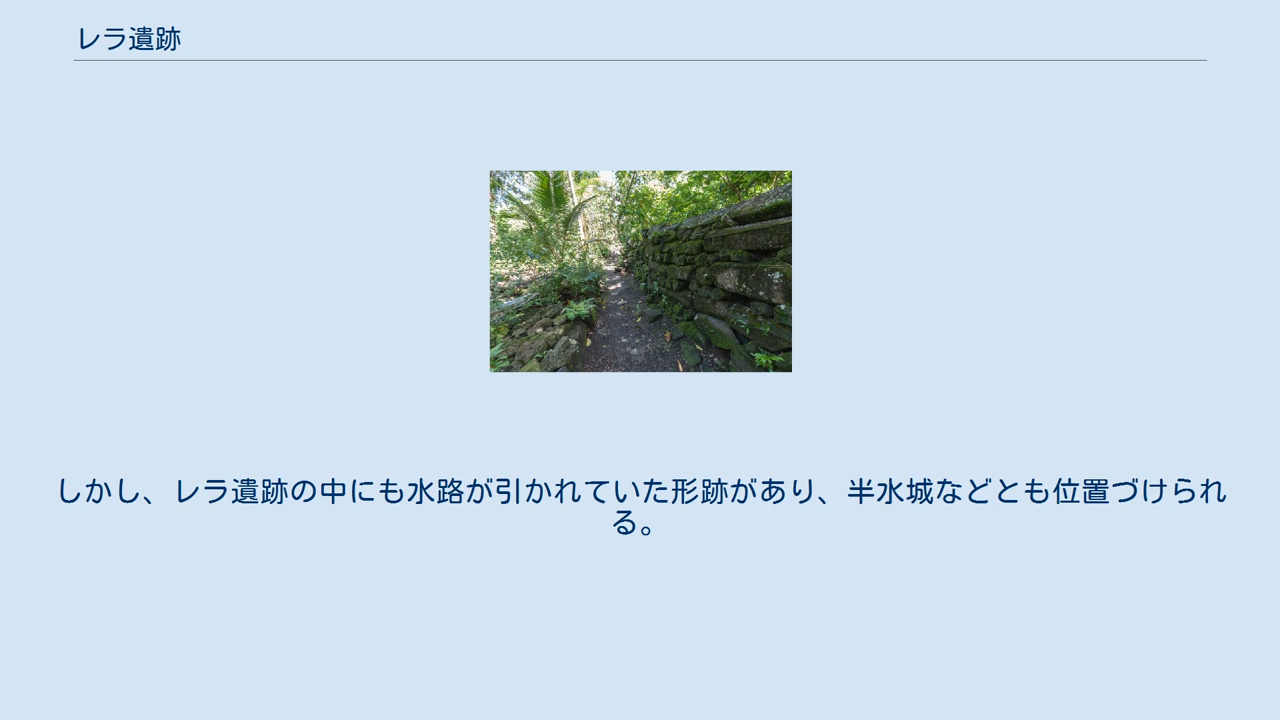 レラ遺跡
しかし、レラ遺跡の中にも水路が引かれていた形跡があり、半水城などとも位置づけられ
る。